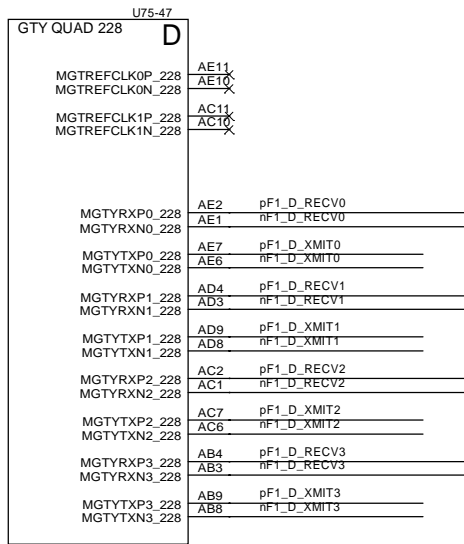 U75-47
GTY QUAD 228 D
MGTREFCLK0P_228 AE11
MGTREFCLK0N_228 AE10
MGTREFCLK1P_228 AC11
MGTREFCLK1N_228 AC10
MGTYRXP0_228 AE2 pF1_D_RECV0
MGTYRXN0_228 AE1 nF1_D_RECV0
MGTYTXP0_228 AE7 pF1_D_XMIT0
MGTYTXN0_228 AE6 nF1_D_XMIT0
MGTYRXP1_228 AD4 pF1_D_RECV1
MGTYRXN1_228 AD3 nF1_D_RECV1
MGTYTXP1_228 AD9 pF1_D_XMIT1
MGTYTXN1_228 AD8 nF1_D_XMIT1
MGTYRXP2_228 AC2 pF1_D_RECV2
MGTYRXN2_228 AC1 nF1_D_RECV2
MGTYTXP2_228 AC7 pF1_D_XMIT2
MGTYTXN2_228 AC6 nF1_D_XMIT2
MGTYRXP3_228 AB4 pF1_D_RECV3
MGTYRXN3_228 AB3 nF1_D_RECV3
MGTYTXP3_228 AB9 pF1_D_XMIT3
MGTYTXN3_228 AB8 nF1_D_XMIT3